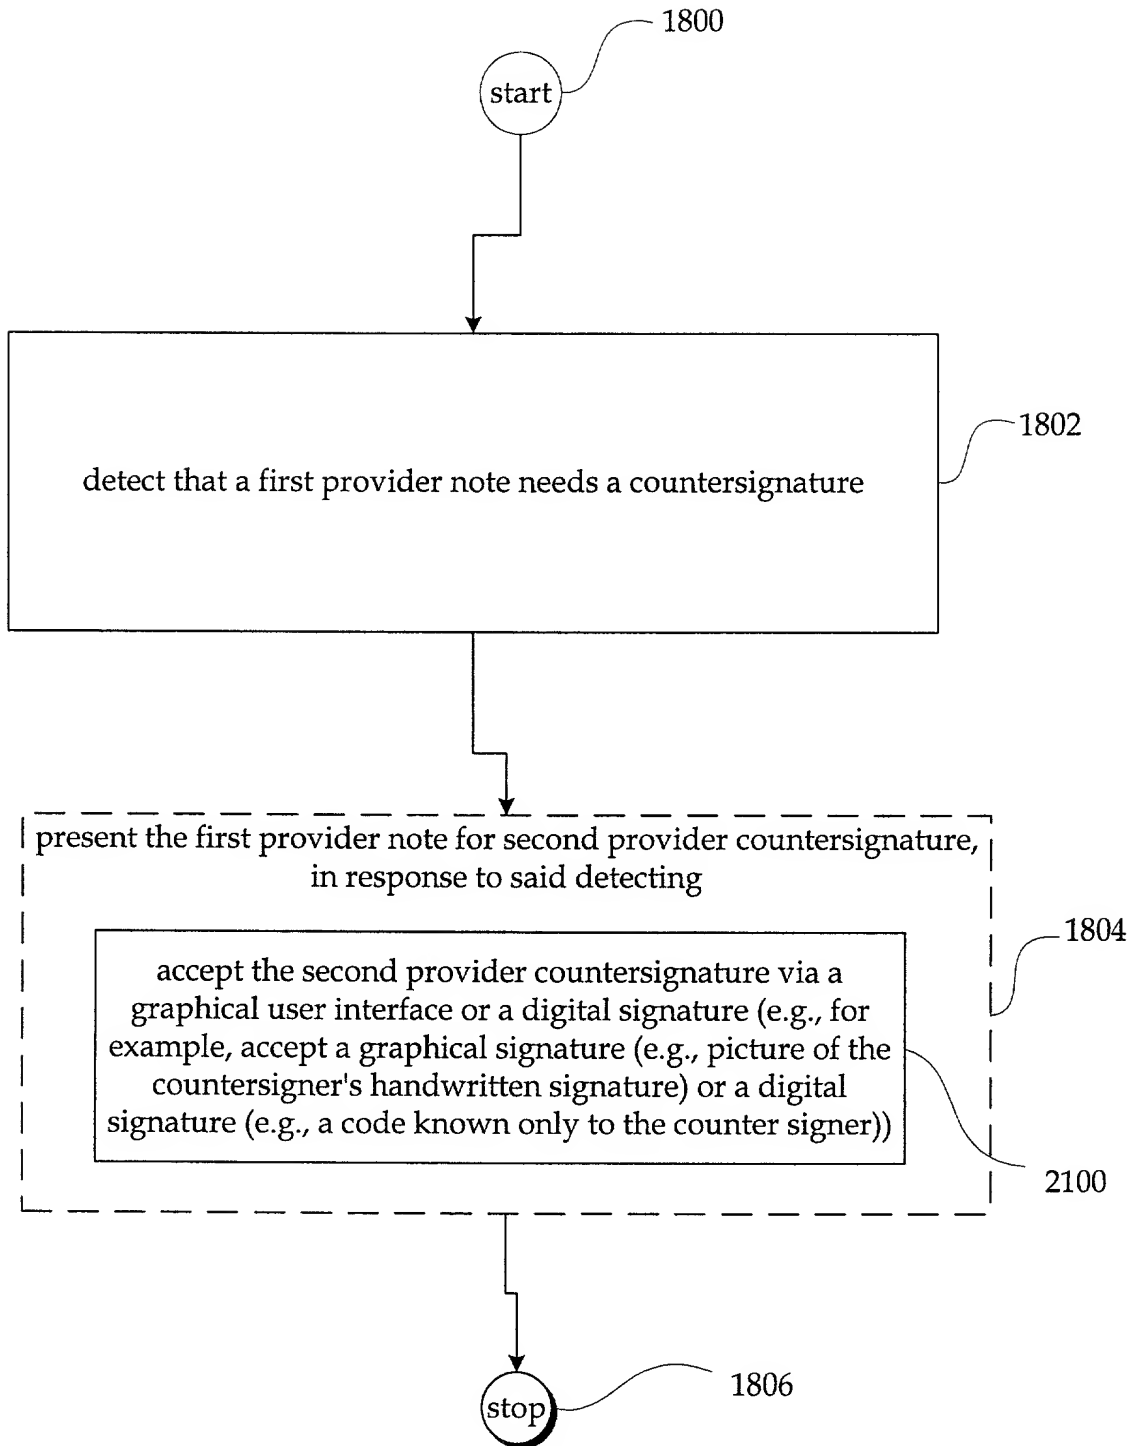 1800
start
1802
detect that a first provider note needs a countersignature
present the first provider note for second provider countersignature,
in response to said detecting
1804
accept the second provider countersignature via a
graphical user interface or a digital signature (e.g., for
example, accept a graphical signature (e.g., picture of the
countersigner's handwritten signature) or a digital
signature (e.g., a code known only to the counter signer))
2100
1806
stop